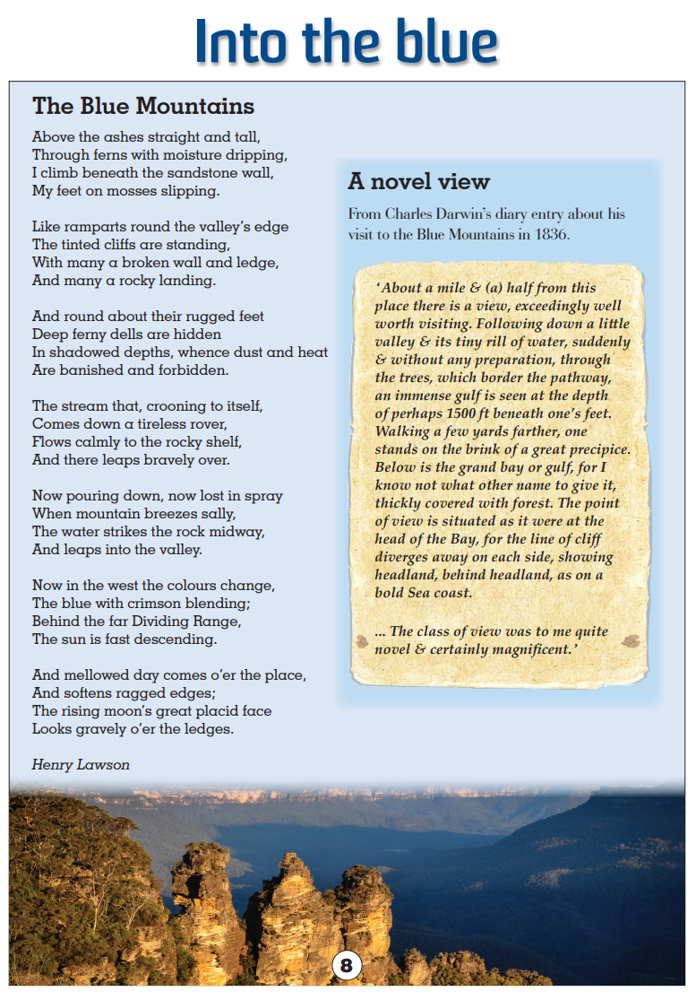 Into the blue
The Blue Mountains
Above the ashes straight and tall,
Through ferns with moisture dripping,
I climb beneath the sandstone wall,
My feet on mosses slipping.
Like ramparts round the valley's edge
The tinted cliffs are standing,
With many a broken wall and ledge,
And many a rocky landing.
And round about their rugged feet
Deep ferny dells are hidden
In shadowed depths, whence dust and heat
Are banished and forbidden.
The stream that, crooning to itself,
Comes down a tireless rover,
Flows calmly to the rocky shelf,
And there leaps bravely over.
Now pouring down, now lost in spray
When mountain breezes sally,
The water strikes the rock midway,
And leaps into the valley.
Now in the west the colours change,
The blue with crimson blending;
Behind the far Dividing Range,
The sun is fast descending.
And mellowed day comes o'er the place,
And softens ragged edges;
The rising moon's great placid face
Looks gravely o'er the ledges.
Henry Lawson
A novel view
From Charles Darwin's diary entry about his
visit to the Blue Mountains in 1836.
'About a mile & (a) half from this
place there is a view, exceedingly well
worth visiting. Following down a little
valley & its tiny rill of water, suddenly
& without any preparation, through
the trees, which border the pathway,
an immense gulf is seen at the depth
of perhaps 1500 ft beneath one's feet.
Walking a few yards farther, one
stands on the brink of a great precipice.
Below is the grand bay or gulf, for I
know not what other name to give it,
thickly covered with forest. The point
of view is situated as it were at the
head of the Bay, for the line of cliff
diverges away on each side, showing
headland, behind headland, as on a
bold Sea coast.
... The class of view was to me quite
novel & certainly magnificent.'
8